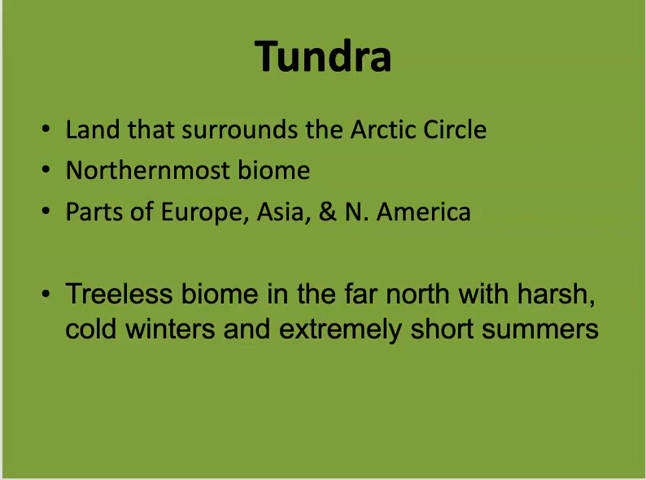 Tundra
• Land that surrounds the Arctic Circle
• Northernmost biome
• Parts of Europe, Asia, & N. America
• Treeless biome in the far north with harsh,
cold winters and extremely short summers